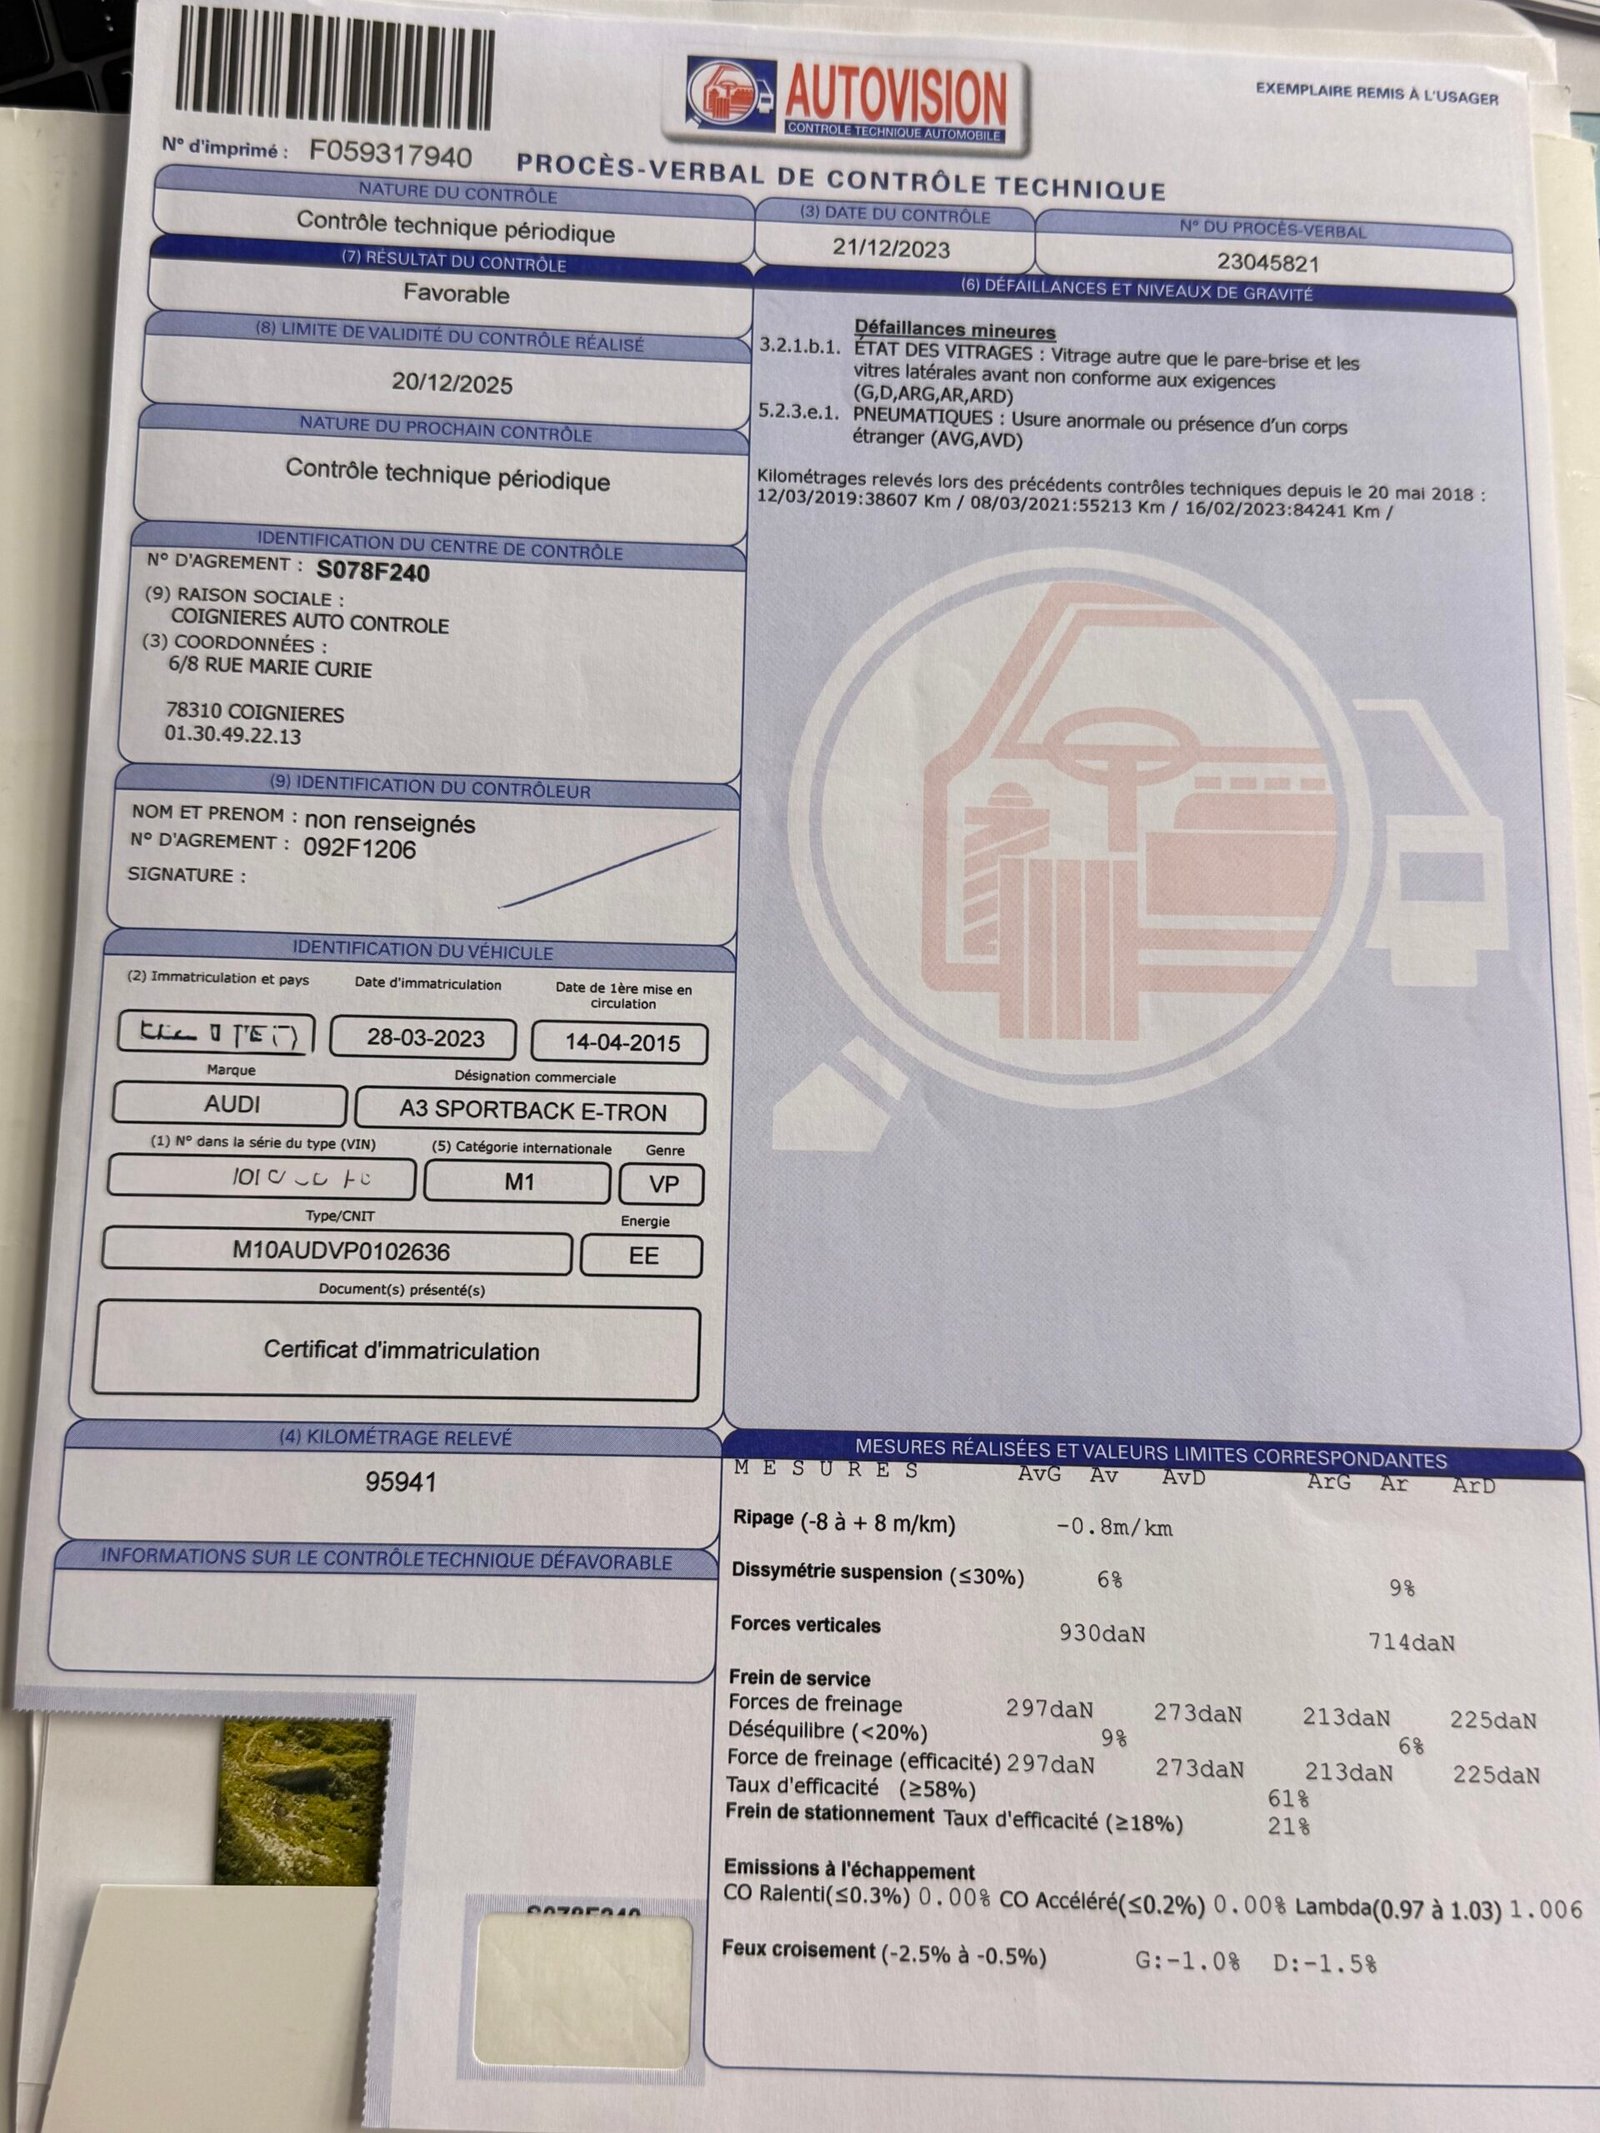 AUTOVISION
CONTROLE TECHNIQUE AUTOMOBILE
EXEMPLAIRE REMIS À L'USAGER
N° d'imprimé : F059317940
PROCÈS-VERBAL DE CONTRÔLE TECHNIQUE
NATURE DU CONTRÔLE
Contrôle technique périodique
(3) DATE DU CONTRÔLE
21/12/2023
N° DU PROCÈS-VERBAL
23045821
(7) RÉSULTAT DU CONTRÔLE
Favorable
(8) LIMITE DE VALIDITÉ DU CONTRÔLE RÉALISÉ
20/12/2025
NATURE DU PROCHAIN CONTRÔLE
Contrôle technique périodique
IDENTIFICATION DU CENTRE DE CONTRÔLE
N° D'AGREMENT : S078F240
(9) RAISON SOCIALE :
COIGNIERES AUTO CONTROLE
(3) COORDONNÉES :
6/8 RUE MARIE CURIE
78310 COIGNIERES
01.30.49.22.13
(9) IDENTIFICATION DU CONTRÔLEUR
NOM ET PRENOM : non renseignés
N° D'AGREMENT : 092F1206
SIGNATURE :
IDENTIFICATION DU VÉHICULE
(2) Immatriculation et pays
Date d'immatriculation
28-03-2023
Date de 1ère mise en
circulation
14-04-2015
Marque
AUDI
Désignation commerciale
A3 SPORTBACK E-TRON
(1) N° dans la série du type (VIN)
(5) Catégorie internationale
M1
Genre
VP
Type/CNIT
M10AUDVP0102636
Energie
EE
Document(s) présenté(s)
Certificat d'immatriculation
(4) KILOMÉTRAGE RELEVÉ
95941
INFORMATIONS SUR LE CONTRÔLE TECHNIQUE DÉFAVORABLE
S078F240
(6) DÉFAILLANCES ET NIVEAUX DE GRAVITÉ
Défaillances mineures
3.2.1.b.1. ÉTAT DES VITRAGES : Vitrage autre que le pare-brise et les
vitres latérales avant non conforme aux exigences
(G,D,ARG,AR,ARD)
5.2.3.e.1. PNEUMATIQUES : Usure anormale ou présence d'un corps
étranger (AVG,AVD)
Kilométrages relevés lors des précédents contrôles techniques depuis le 20 mai 2018 :
12/03/2019:38607 Km / 08/03/2021:55213 Km / 16/02/2023:84241 Km /
MESURES RÉALISÉES ET VALEURS LIMITES CORRESPONDANTES
M E S U R E S AvG Av AvD ArG Ar ArD
Ripage (-8 à + 8 m/km) -0.8m/km
Dissymétrie suspension (≤30%) 6% 9%
Forces verticales 930daN 714daN
Frein de service
Forces de freinage 297daN 273daN 213daN 225daN
Déséquilibre (<20%) 9% 6%
Force de freinage (efficacité) 297daN 273daN 213daN 225daN
Taux d'efficacité (≥58%) 61%
Frein de stationnement Taux d'efficacité (≥18%) 21%
Emissions à l'échappement
CO Ralenti(≤0.3%) 0.00% CO Accéléré(≤0.2%) 0.00% Lambda(0.97 à 1.03) 1.006
Feux croisement (-2.5% à -0.5%) G:-1.0% D:-1.5%